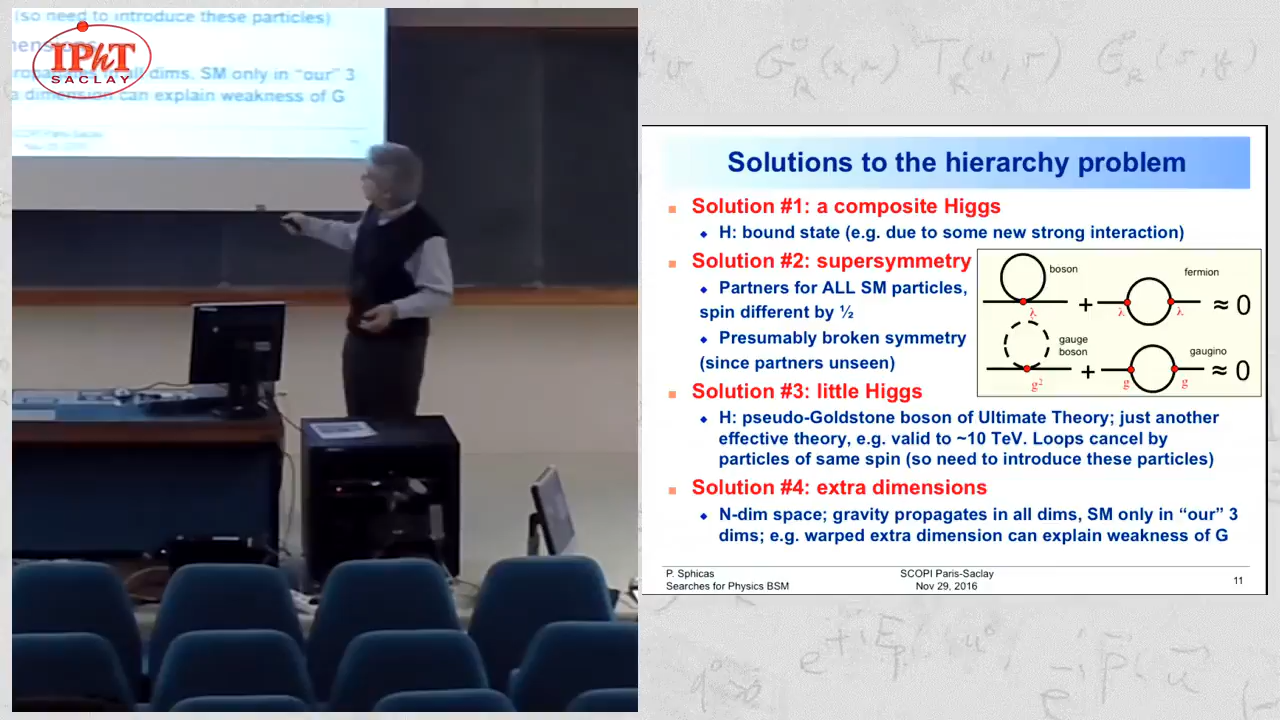 (so need to introduce these particles)
IPhT
SACLAY
all dims, SM only in “our” 3
dimension can explain weakness of G
Solutions to the hierarchy problem
Solution #1: a composite Higgs
H: bound state (e.g. due to some new strong interaction)
Solution #2: supersymmetry
Partners for ALL SM particles,
spin different by ½
Presumably broken symmetry
(since partners unseen)
boson
fermion
λ + λ λ ≈ 0
gauge
boson
gaugino
g² + g g ≈ 0
Solution #3: little Higgs
H: pseudo-Goldstone boson of Ultimate Theory; just another
effective theory, e.g. valid to ~10 TeV. Loops cancel by
particles of same spin (so need to introduce these particles)
Solution #4: extra dimensions
N-dim space; gravity propagates in all dims, SM only in “our” 3
dims; e.g. warped extra dimension can explain weakness of G
P. Sphicas
Searches for Physics BSM
SCOPI Paris-Saclay
Nov 29, 2016
11